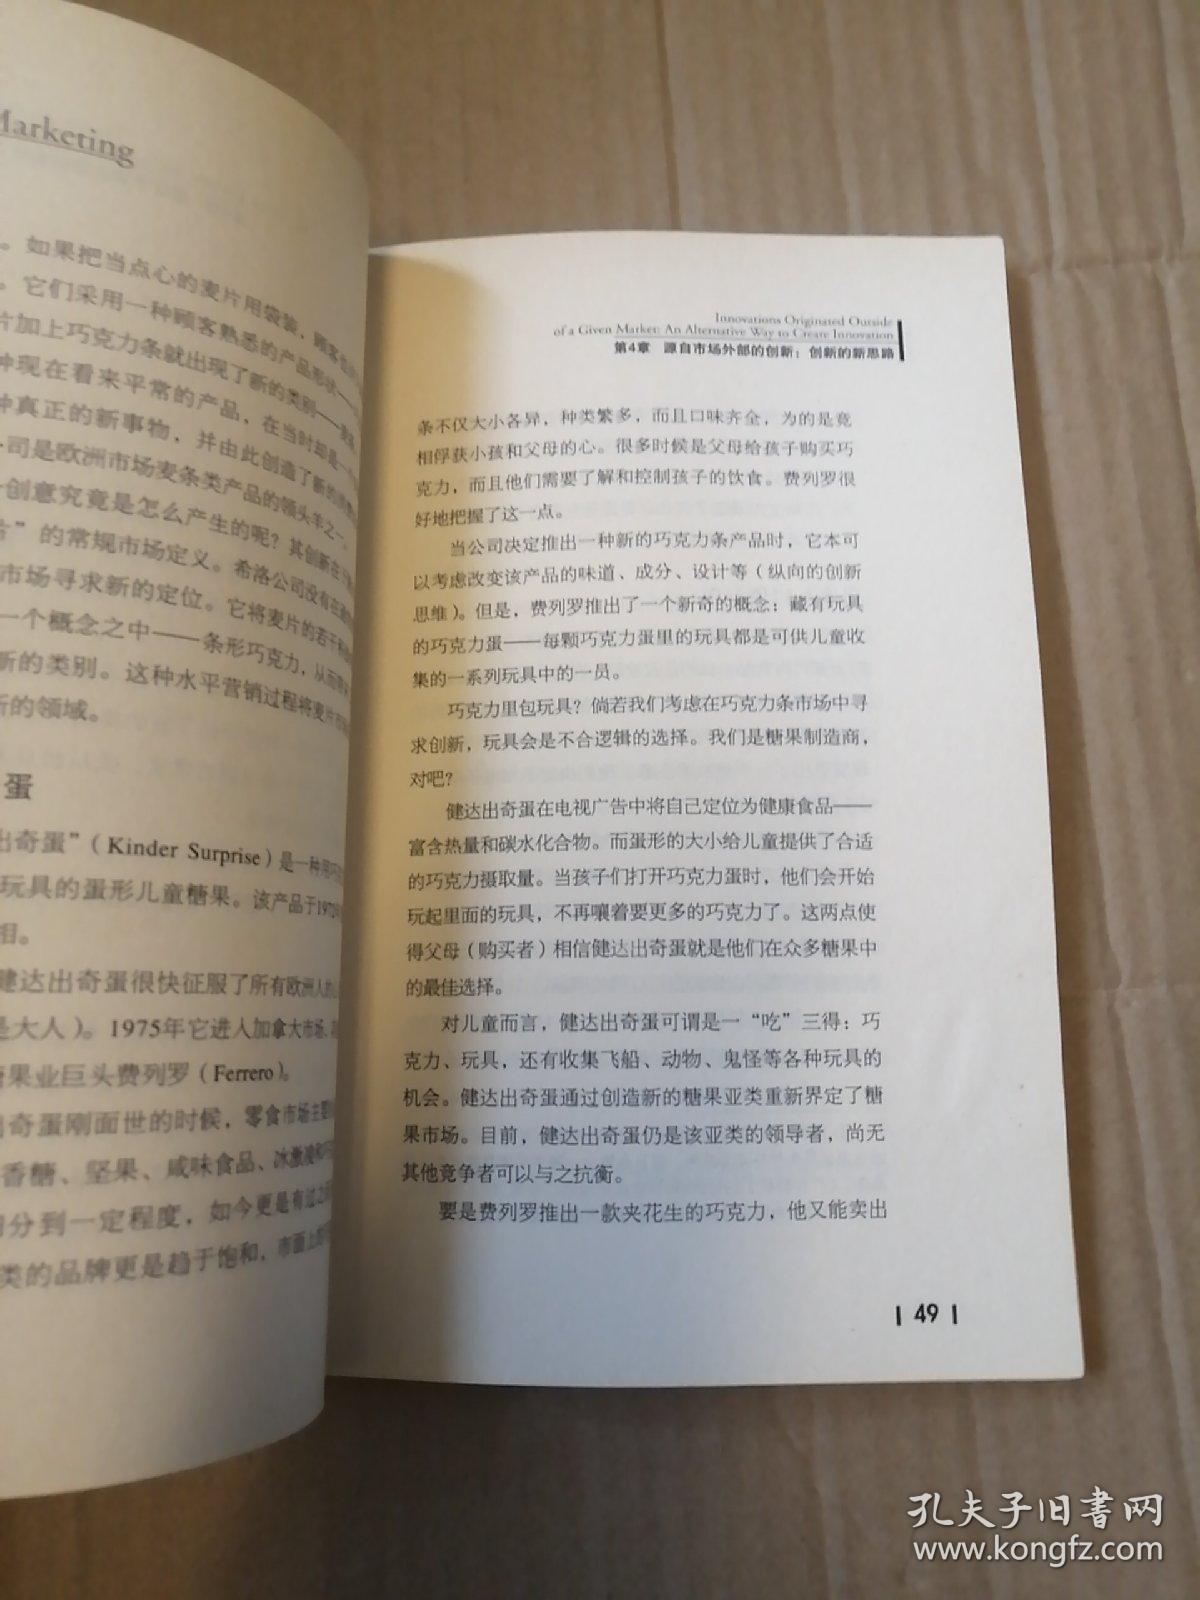 Marketing
。如果把当点心的麦片用袋装，顾客也
。它们采用一种顾客熟悉的产品形状——
片加上巧克力条就出现了新的类别——
种现在看来平常的产品，在当时却是一
种真正的新事物，并由此创造了新的
司是欧洲市场麦条类产品的领头羊之一。
创意究竟是怎么产生的呢？其创新在于
片”的常规市场定义。希洛公司没有在
市场寻求新的定位。它将麦片的若干
一个概念之中——条形巧克力，从而
新的类别。这种水平营销过程将麦片
新的领域。
蛋
出奇蛋”（Kinder Surprise）是一种用巧
玩具的蛋形儿童糖果。该产品于1972
相。
健达出奇蛋很快征服了所有欧洲人的
是大人）。1975年它进入加拿大市场，
糖果业巨头费列罗（Ferrero）。
出奇蛋刚面世的时候，零食市场主要
香糖、坚果、咸味食品、冰激凌和巧
分到一定程度，如今更是有过之
类的品牌更是趋于饱和，市面上的
Innovations Originated Outside
of a Given Market: An Alternative Way to Create Innovation
第4章 源自市场外部的创新：创新的新思路
条不仅大小各异，种类繁多，而且口味齐全，为的是竞
相俘获小孩和父母的心。很多时候是父母给孩子购买巧
克力，而且他们需要了解和控制孩子的饮食。费列罗很
好地把握了这一点。
当公司决定推出一种新的巧克力条产品时，它本可
以考虑改变该产品的味道、成分、设计等（纵向的创新
思维）。但是，费列罗推出了一个新奇的概念：藏有玩具
的巧克力蛋——每颗巧克力蛋里的玩具都是可供儿童收
集的一系列玩具中的一员。
巧克力里包玩具？倘若我们考虑在巧克力条市场中寻
求创新，玩具会是不合逻辑的选择。我们是糖果制造商，
对吧？
健达出奇蛋在电视广告中将自己定位为健康食品——
富含热量和碳水化合物。而蛋形的大小给儿童提供了合适
的巧克力摄取量。当孩子们打开巧克力蛋时，他们会开始
玩起里面的玩具，不再嚷着要更多的巧克力了。这两点使
得父母（购买者）相信健达出奇蛋就是他们在众多糖果中
的最佳选择。
对儿童而言，健达出奇蛋可谓是一“吃”三得：巧
克力、玩具，还有收集飞船、动物、鬼怪等各种玩具的
机会。健达出奇蛋通过创造新的糖果亚类重新界定了糖
果市场。目前，健达出奇蛋仍是该亚类的领导者，尚无
其他竞争者可以与之抗衡。
要是费列罗推出一款夹花生的巧克力，他又能卖出
49
孔夫子旧书网
www.kongfz.com